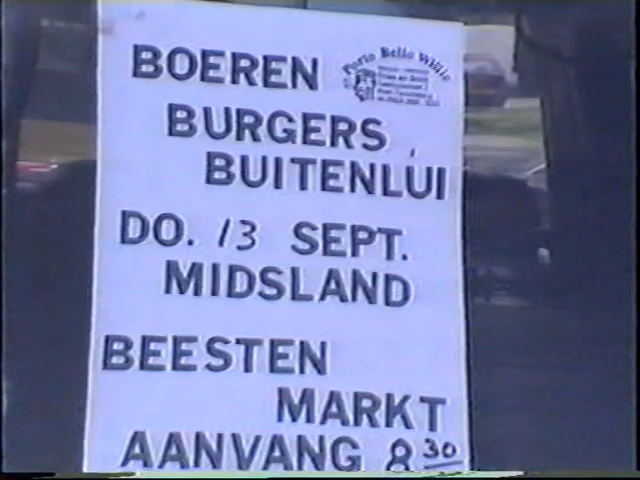 BOEREN
Porto Bello Willie
BURGERS,
BUITENLUI
DO. 13 SEPT.
MIDSLAND
BEESTEN
MARKT
AANVANG 8 30